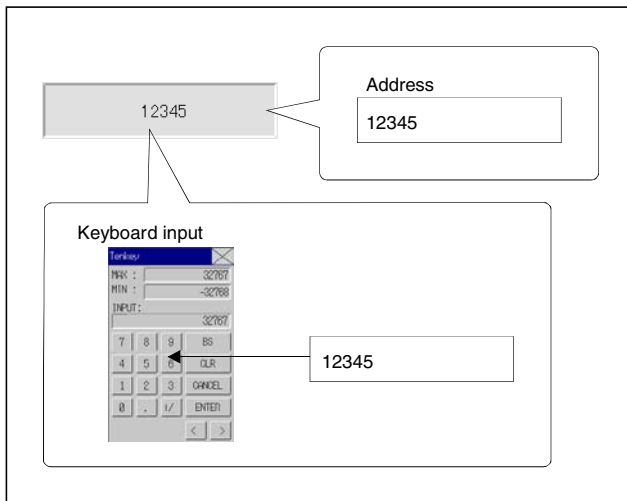 Address
12345
12345
Keyboard input
Tenkey
MAX : 32767
MIN : -32768
INPUT:
32767
7 8 9 BS
4 5 6 CLR
12345
1 2 3 CANCEL
0 . +/ ENTER
< >